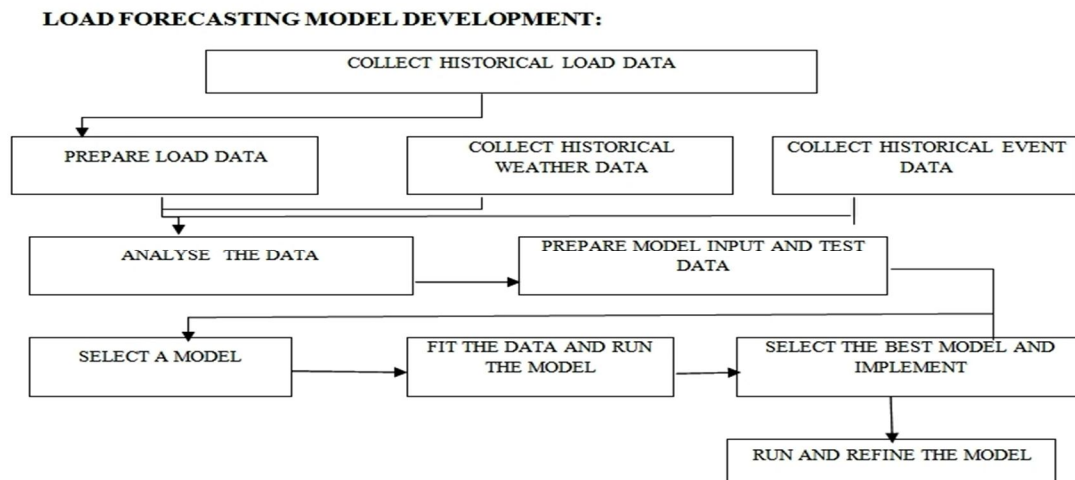 LOAD FORECASTING MODEL DEVELOPMENT:
COLLECT HISTORICAL LOAD DATA
PREPARE LOAD DATA
COLLECT HISTORICAL
WEATHER DATA
COLLECT HISTORICAL EVENT
DATA
ANALYSE THE DATA
PREPARE MODEL INPUT AND TEST
DATA
SELECT A MODEL
FIT THE DATA AND RUN
THE MODEL
SELECT THE BEST MODEL AND
IMPLEMENT
RUN AND REFINE THE MODEL